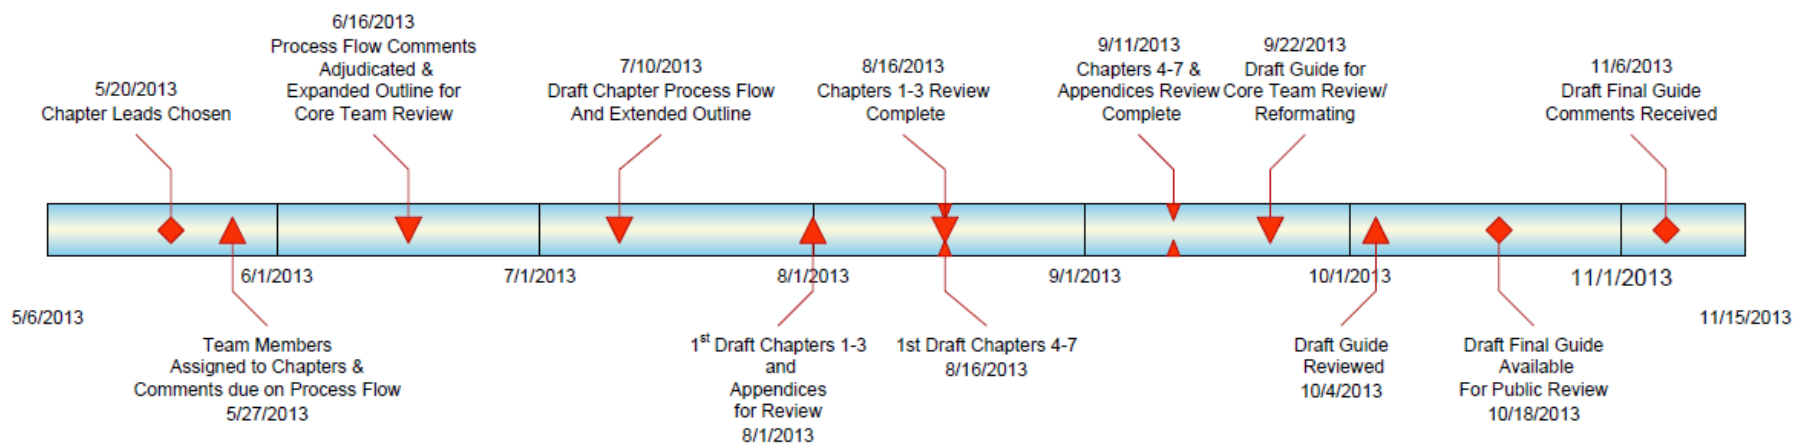 5/20/2013
Chapter Leads Chosen
6/16/2013
Process Flow Comments
Adjudicated &
Expanded Outline for
Core Team Review
7/10/2013
Draft Chapter Process Flow
And Extended Outline
8/16/2013
Chapters 1-3 Review
Complete
9/11/2013
Chapters 4-7 &
Appendices Review
Complete
9/22/2013
Draft Guide for
Core Team Review/
Reformating
11/6/2013
Draft Final Guide
Comments Received
6/1/2013
7/1/2013
8/1/2013
9/1/2013
10/1/2013
11/1/2013
5/6/2013
11/15/2013
Team Members
Assigned to Chapters &
Comments due on Process Flow
5/27/2013
1st Draft Chapters 1-3
and
Appendices
for Review
8/1/2013
1st Draft Chapters 4-7
8/16/2013
Draft Guide
Reviewed
10/4/2013
Draft Final Guide
Available
For Public Review
10/18/2013